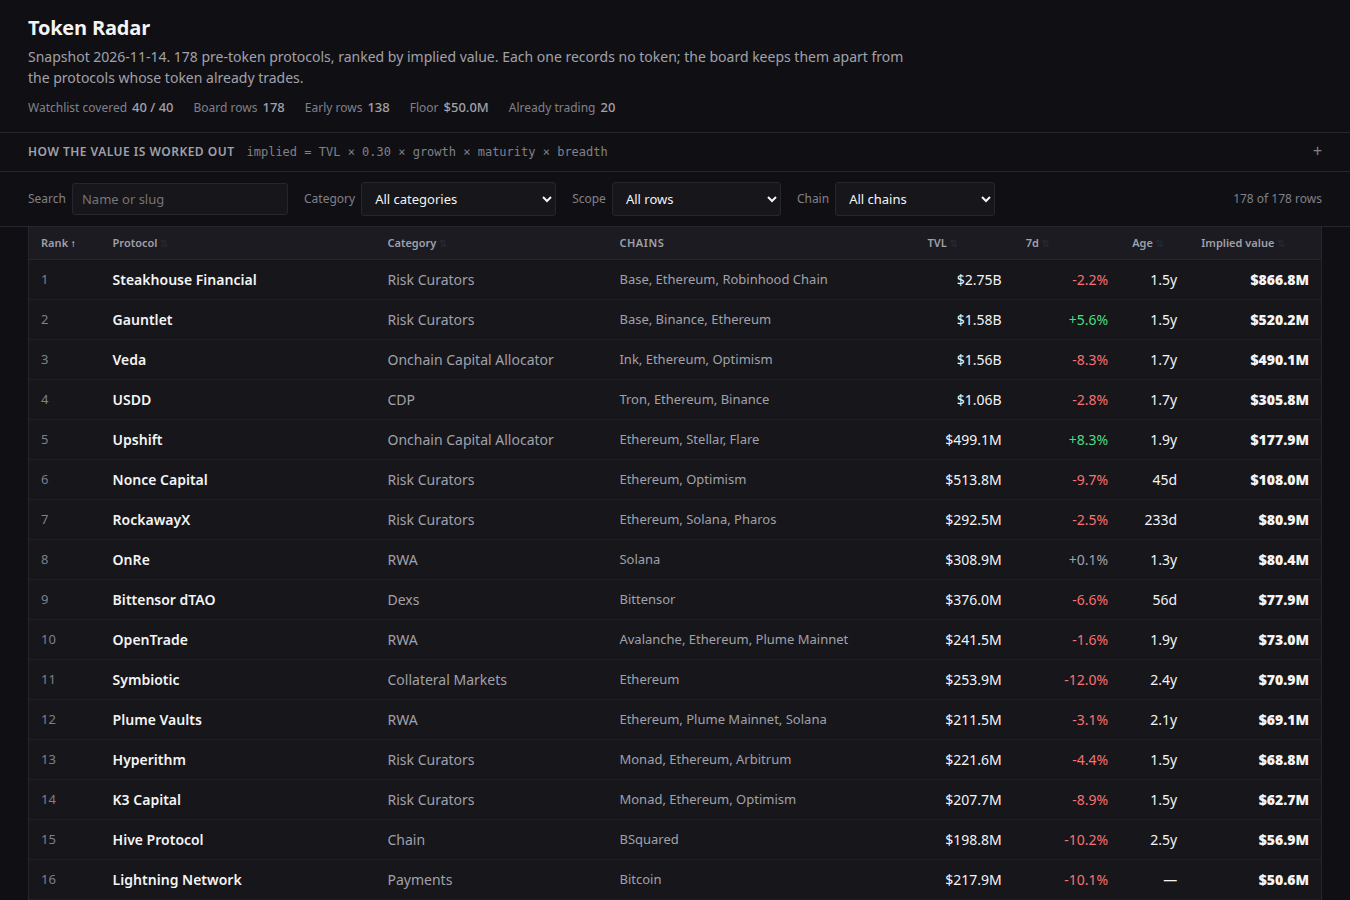 Token Radar
Snapshot 2026-11-14. 178 pre-token protocols, ranked by implied value. Each one records no token; the board keeps them apart from
the protocols whose token already trades.
Watchlist covered 40 / 40 Board rows 178 Early rows 138 Floor $50.0M Already trading 20
HOW THE VALUE IS WORKED OUT implied = TVL × 0.30 × growth × maturity × breadth +
Search Name or slug Category All categories Scope All rows Chain All chains 178 of 178 rows
Rank ↑ Protocol ⇅ Category ⇅ CHAINS TVL ⇅ 7d ⇅ Age ⇅ Implied value ⇅
1 Steakhouse Financial Risk Curators Base, Ethereum, Robinhood Chain $2.75B -2.2% 1.5y $866.8M
2 Gauntlet Risk Curators Base, Binance, Ethereum $1.58B +5.6% 1.5y $520.2M
3 Veda Onchain Capital Allocator Ink, Ethereum, Optimism $1.56B -8.3% 1.7y $490.1M
4 USDD CDP Tron, Ethereum, Binance $1.06B -2.8% 1.7y $305.8M
5 Upshift Onchain Capital Allocator Ethereum, Stellar, Flare $499.1M +8.3% 1.9y $177.9M
6 Nonce Capital Risk Curators Ethereum, Optimism $513.8M -9.7% 45d $108.0M
7 RockawayX Risk Curators Ethereum, Solana, Pharos $292.5M -2.5% 233d $80.9M
8 OnRe RWA Solana $308.9M +0.1% 1.3y $80.4M
9 Bittensor dTAO Dexs Bittensor $376.0M -6.6% 56d $77.9M
10 OpenTrade RWA Avalanche, Ethereum, Plume Mainnet $241.5M -1.6% 1.9y $73.0M
11 Symbiotic Collateral Markets Ethereum $253.9M -12.0% 2.4y $70.9M
12 Plume Vaults RWA Ethereum, Plume Mainnet, Solana $211.5M -3.1% 2.1y $69.1M
13 Hyperithm Risk Curators Monad, Ethereum, Arbitrum $221.6M -4.4% 1.5y $68.8M
14 K3 Capital Risk Curators Monad, Ethereum, Optimism $207.7M -8.9% 1.5y $62.7M
15 Hive Protocol Chain BSquared $198.8M -10.2% 2.5y $56.9M
16 Lightning Network Payments Bitcoin $217.9M -10.1% — $50.6M